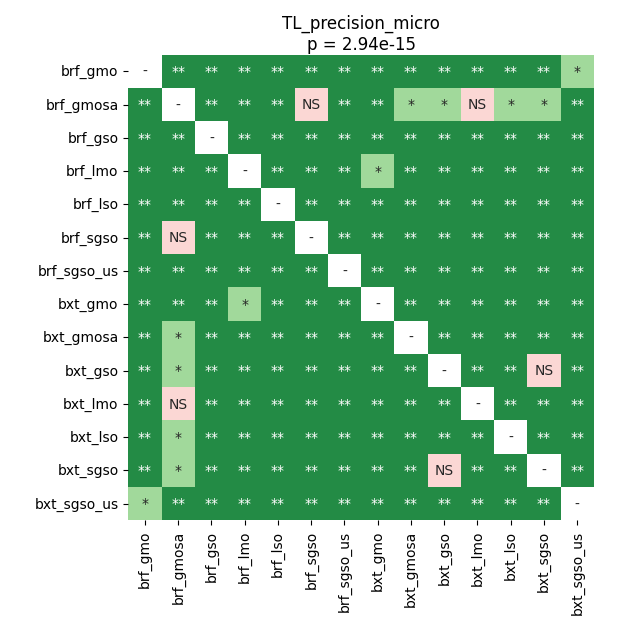 TL_precision_micro
p = 2.94e-15
brf_gmo - ** ** ** ** ** ** ** ** ** ** ** ** *
brf_gmosa ** - ** ** ** NS ** ** * * NS * * **
brf_gso ** ** - ** ** ** ** ** ** ** ** ** ** **
brf_lmo ** ** ** - ** ** ** * ** ** ** ** ** **
brf_lso ** ** ** ** - ** ** ** ** ** ** ** ** **
brf_sgso ** NS ** ** ** - ** ** ** ** ** ** ** **
brf_sgso_us ** ** ** ** ** ** - ** ** ** ** ** ** **
bxt_gmo ** ** ** * ** ** ** - ** ** ** ** ** **
bxt_gmosa ** * ** ** ** ** ** ** - ** ** ** ** **
bxt_gso ** * ** ** ** ** ** ** ** - ** ** NS **
bxt_lmo ** NS ** ** ** ** ** ** ** ** - ** ** **
bxt_lso ** * ** ** ** ** ** ** ** ** ** - ** **
bxt_sgso ** * ** ** ** ** ** ** ** NS ** ** - **
bxt_sgso_us * ** ** ** ** ** ** ** ** ** ** ** ** -
brf_gmo
brf_gmosa
brf_gso
brf_lmo
brf_lso
brf_sgso
brf_sgso_us
bxt_gmo
bxt_gmosa
bxt_gso
bxt_lmo
bxt_lso
bxt_sgso
bxt_sgso_us